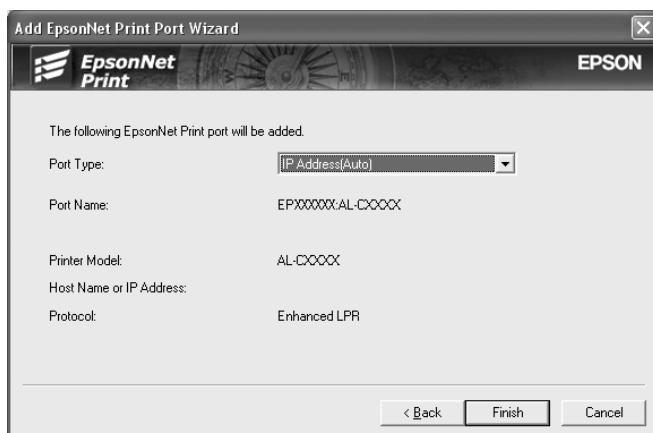 Add EpsonNet Print Port Wizard
EpsonNet
Print
EPSON
The following EpsonNet Print port will be added.
Port Type: IP Address(Auto)
Port Name: EPXXXXXX:AL-CXXXX
Printer Model: AL-CXXXX
Host Name or IP Address:
Protocol: Enhanced LPR
< Back Finish Cancel